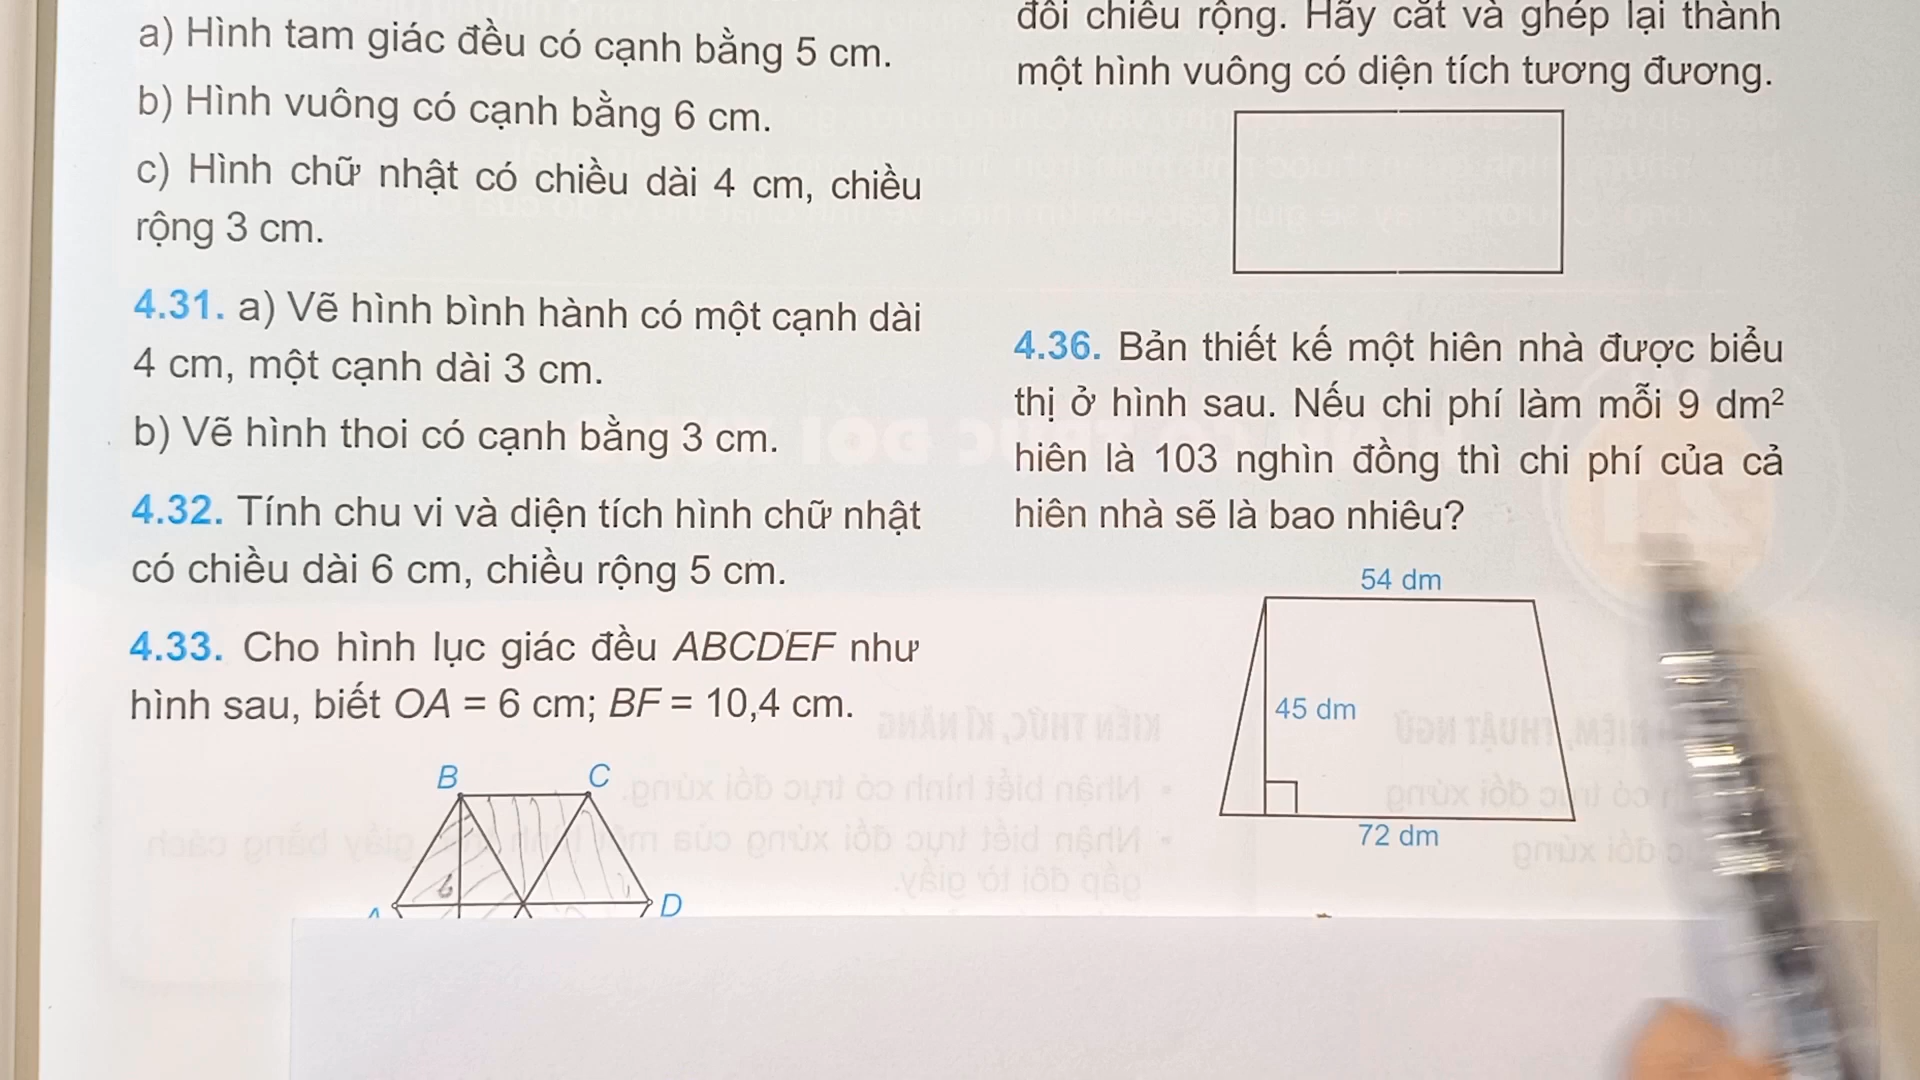 a) Hình tam giác đều có cạnh bằng 5 cm.
b) Hình vuông có cạnh bằng 6 cm.
c) Hình chữ nhật có chiều dài 4 cm, chiều
rộng 3 cm.
4.31. a) Vẽ hình bình hành có một cạnh dài
4 cm, một cạnh dài 3 cm.
b) Vẽ hình thoi có cạnh bằng 3 cm.
4.32. Tính chu vi và diện tích hình chữ nhật
có chiều dài 6 cm, chiều rộng 5 cm.
4.33. Cho hình lục giác đều ABCDEF như
hình sau, biết OA = 6 cm; BF = 10,4 cm.
B
C
D
đôi chiều rộng. Hãy cắt và ghép lại thành
một hình vuông có diện tích tương đương.
4.36. Bản thiết kế một hiên nhà được biểu
thị ở hình sau. Nếu chi phí làm mỗi 9 dm²
hiên là 103 nghìn đồng thì chi phí của cả
hiên nhà sẽ là bao nhiêu?
54 dm
45 dm
72 dm